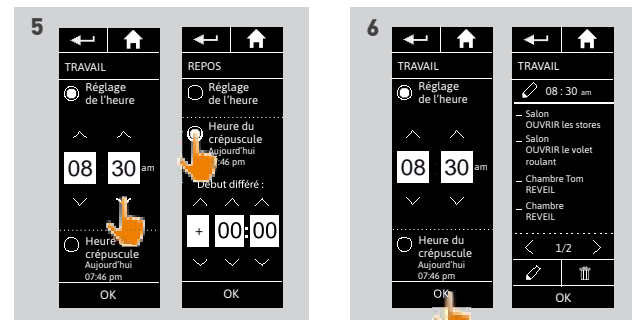 5
TRAVAIL
Réglage
de l'heure
08 30 am
Heure
crépuscule
Aujourd'hui
07:46 pm
OK
REPOS
Réglage
de l'heure
Heure du
crépuscule
Aujourd'hui
:46 pm
Début différé :
+ 00:00
OK
6
TRAVAIL
Réglage
de l'heure
08 30 am
Heure du
crépuscule
Aujourd'hui
07:46 pm
OK
TRAVAIL
08 : 30 am
– Salon
OUVRIR les stores
– Salon
OUVRIR le volet
roulant
– Chambre Tom
REVEIL
– Chambre
REVEIL
1/2
OK